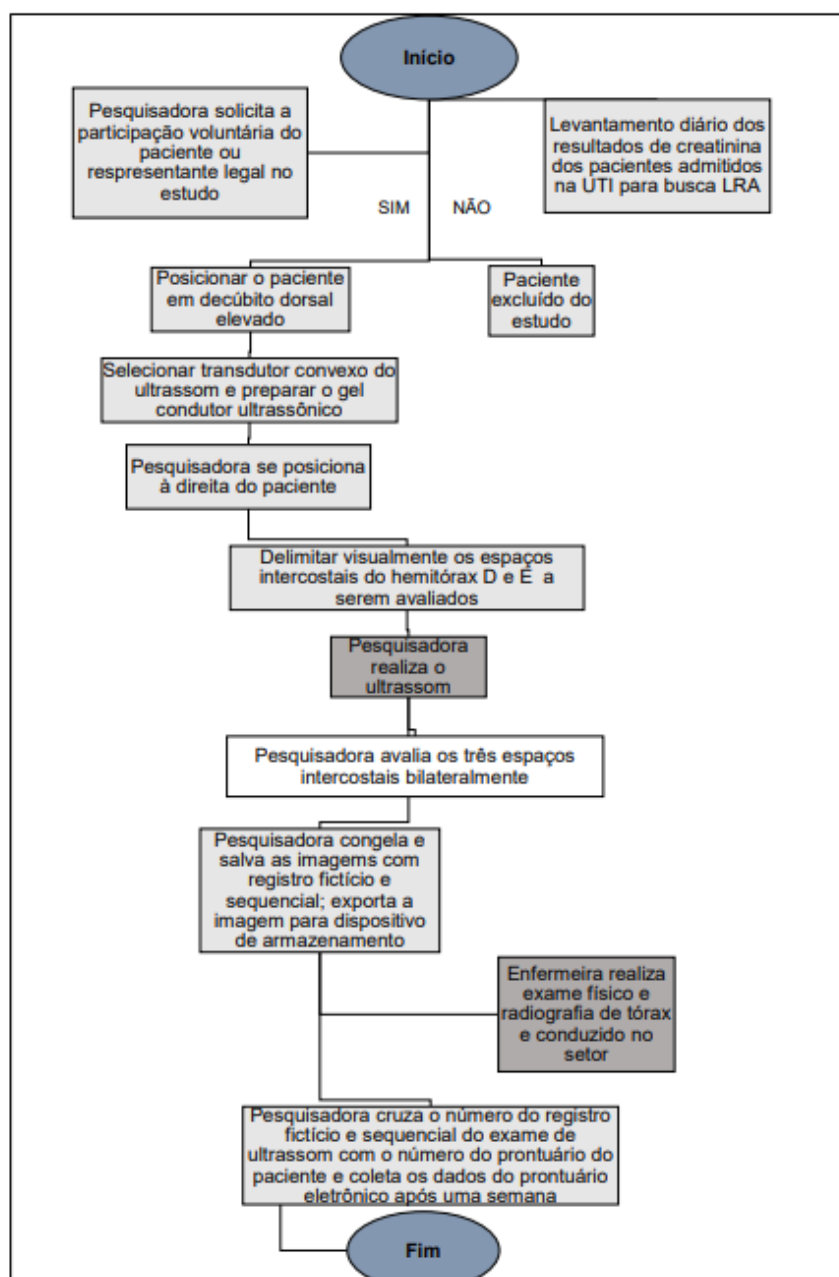 Início
Pesquisadora solicita a
participação voluntária do
paciente ou
respresentante legal no
estudo
Levantamento diário dos
resultados de creatinina
dos pacientes admitidos
na UTI para busca LRA
SIM
NÃO
Posicionar o paciente
em decúbito dorsal
elevado
Paciente
excluído do
estudo
Selecionar transdutor convexo do
ultrassom e preparar o gel
condutor ultrassônico
Pesquisadora se posiciona
à direita do paciente
Delimitar visualmente os espaços
intercostais do hemitórax D e E a
serem avaliados
Pesquisadora
realiza o
ultrassom
Pesquisadora avalia os três espaços
intercostais bilateralmente
Pesquisadora congela e
salva as imagems com
registro fictício e
sequencial; exporta a
imagem para dispositivo
de armazenamento
Enfermeira realiza
exame físico e
radiografia de tórax
e conduzido no
setor
Pesquisadora cruza o número do registro
fictício e sequencial do exame de
ultrassom com o número do prontuário do
paciente e coleta os dados do prontuário
eletrônico após uma semana
Fim